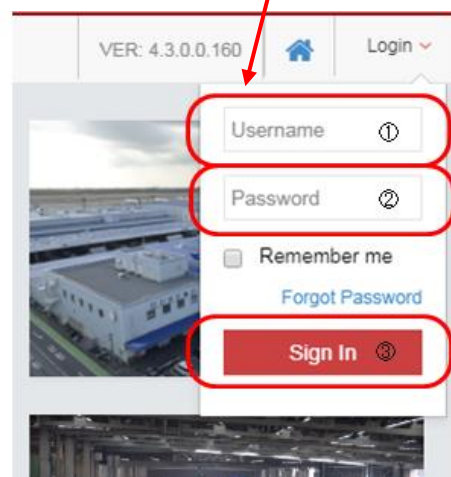 VER: 4.3.0.0.160 Login
Username ①
Password ②
Remember me
Forgot Password
Sign In ③